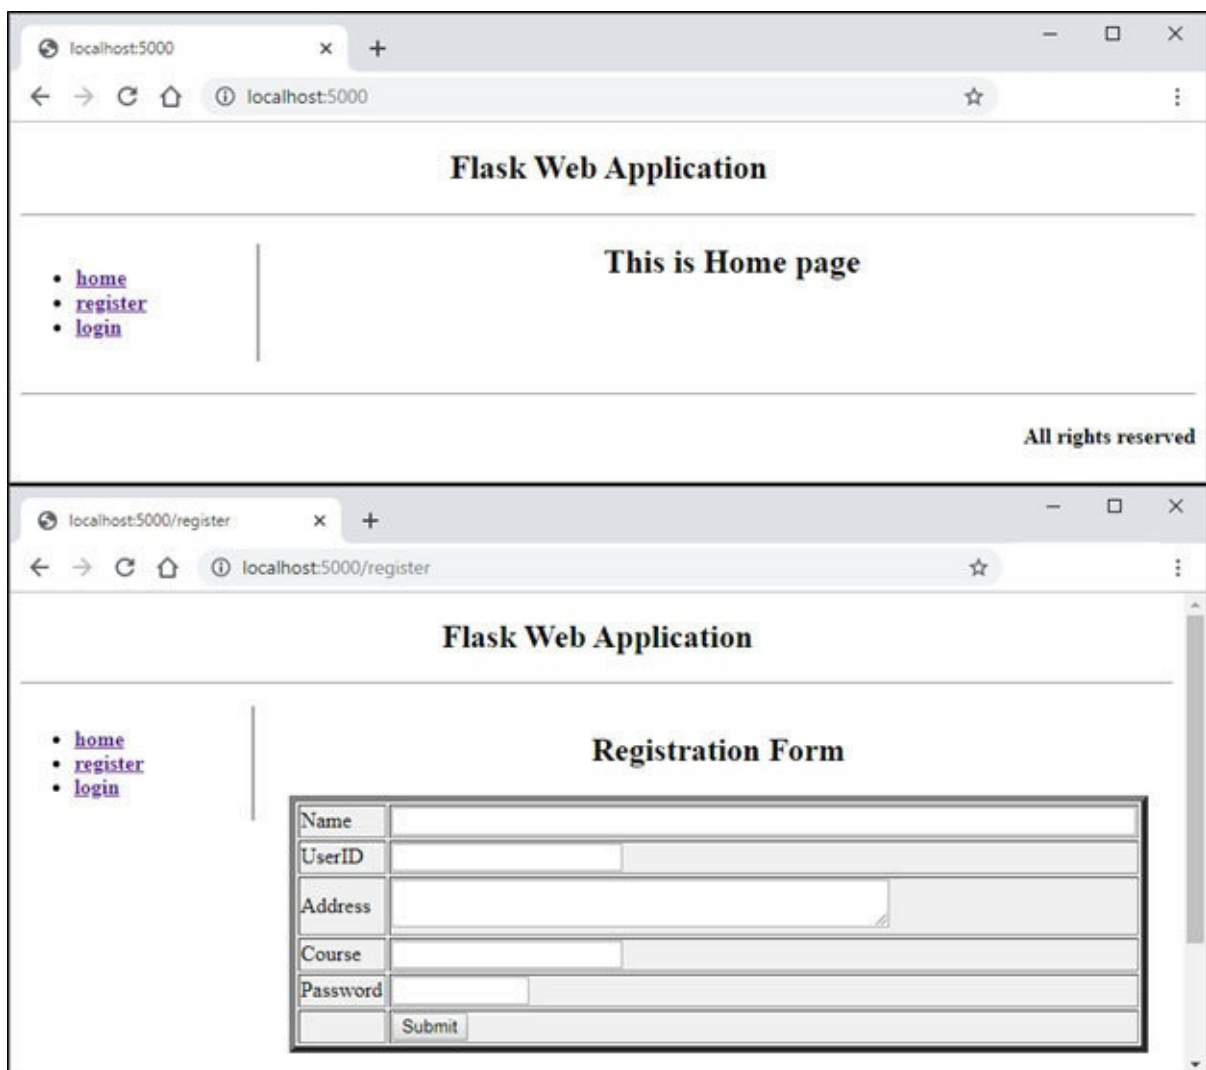 localhost:5000
localhost:5000
Flask Web Application
home
register
login
This is Home page
All rights reserved
localhost:5000/register
localhost:5000/register
Flask Web Application
home
register
login
Registration Form
Name
UserID
Address
Course
Password
Submit